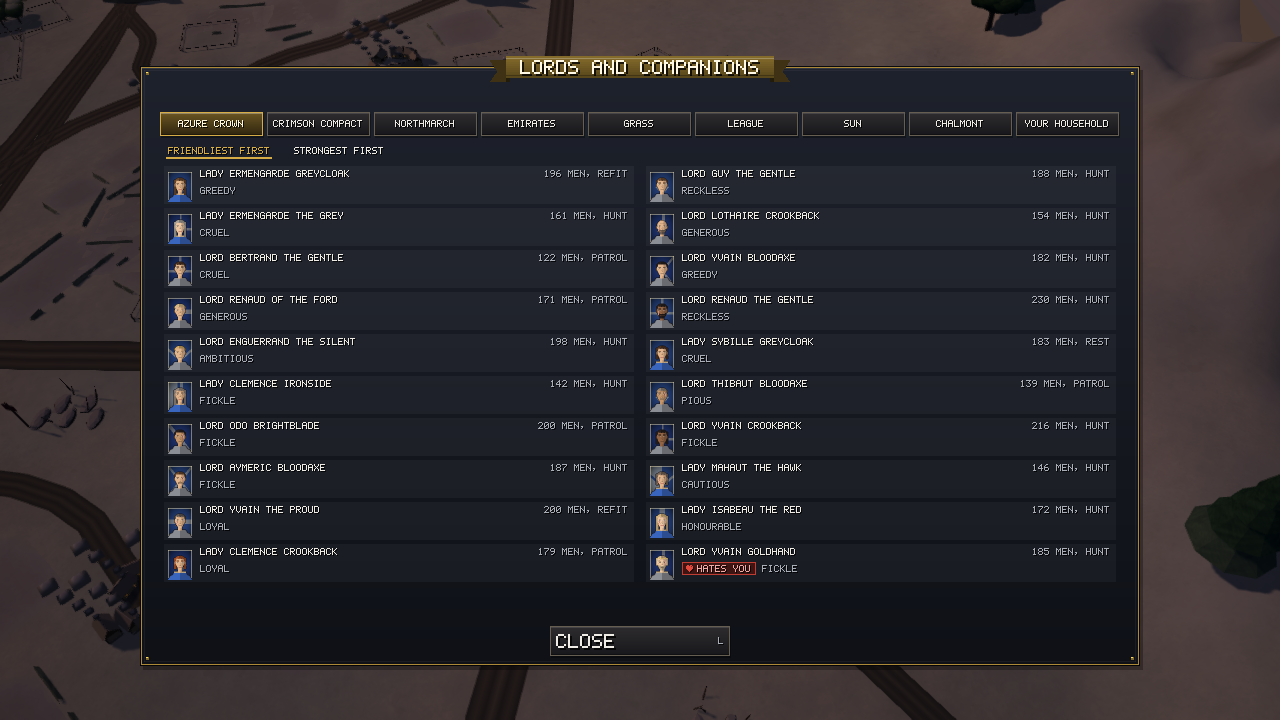 LORDS AND COMPANIONS
AZURE CROWN CRIMSON COMPACT NORTHMARCH EMIRATES GRASS LEAGUE SUN CHALMONT YOUR HOUSEHOLD
FRIENDLIEST FIRST STRONGEST FIRST
LADY ERMENGARDE GREYCLOAK 196 MEN, REFIT
GREEDY
LORD GUY THE GENTLE 188 MEN, HUNT
RECKLESS
LADY ERMENGARDE THE GREY 161 MEN, HUNT
CRUEL
LORD LOTHAIRE CROOKBACK 154 MEN, HUNT
GENEROUS
LORD BERTRAND THE GENTLE 122 MEN, PATROL
CRUEL
LORD YVAIN BLOODAXE 182 MEN, HUNT
GREEDY
LORD RENAUD OF THE FORD 171 MEN, PATROL
GENEROUS
LORD RENAUD THE GENTLE 230 MEN, HUNT
RECKLESS
LORD ENGUERRAND THE SILENT 198 MEN, HUNT
AMBITIOUS
LADY SYBILLE GREYCLOAK 183 MEN, REST
CRUEL
LADY CLEMENCE IRONSIDE 142 MEN, HUNT
FICKLE
LORD THIBAUT BLOODAXE 139 MEN, PATROL
PIOUS
LORD ODO BRIGHTBLADE 200 MEN, PATROL
FICKLE
LORD YVAIN CROOKBACK 216 MEN, HUNT
FICKLE
LORD AYMERIC BLOODAXE 187 MEN, HUNT
FICKLE
LADY MAHAUT THE HAWK 146 MEN, HUNT
CAUTIOUS
LORD YVAIN THE PROUD 200 MEN, REFIT
LOYAL
LADY ISABEAU THE RED 172 MEN, HUNT
HONOURABLE
LADY CLEMENCE CROOKBACK 179 MEN, PATROL
LOYAL
LORD YVAIN GOLDHAND 185 MEN, HUNT
HATES YOU FICKLE
CLOSE L